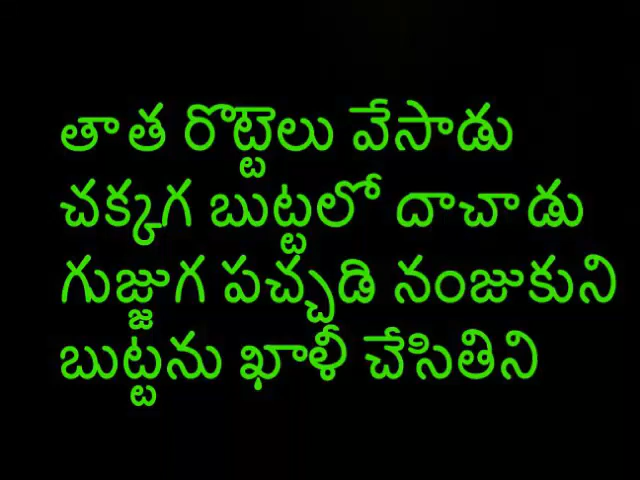 తాత రొట్టెలు వేసాడు
చక్కగ బుట్టలో దాచాడు
గుజ్జుగ పచ్చడి నంజుకుని
బుట్టను ఖాళీ చేసితిని